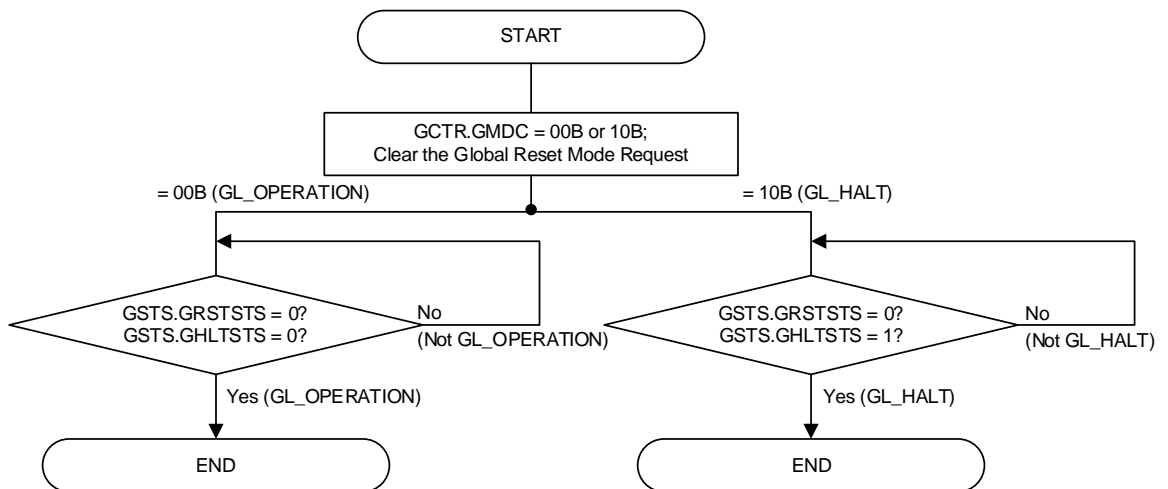 START
GCTR.GMDC = 00B or 10B;
Clear the Global Reset Mode Request
= 00B (GL_OPERATION)
= 10B (GL_HALT)
GSTS.GRSTSTS = 0?
GSTS.GHLTSTS = 0?
No
(Not GL_OPERATION)
GSTS.GRSTSTS = 0?
GSTS.GHLTSTS = 1?
No
(Not GL_HALT)
Yes (GL_OPERATION)
Yes (GL_HALT)
END
END